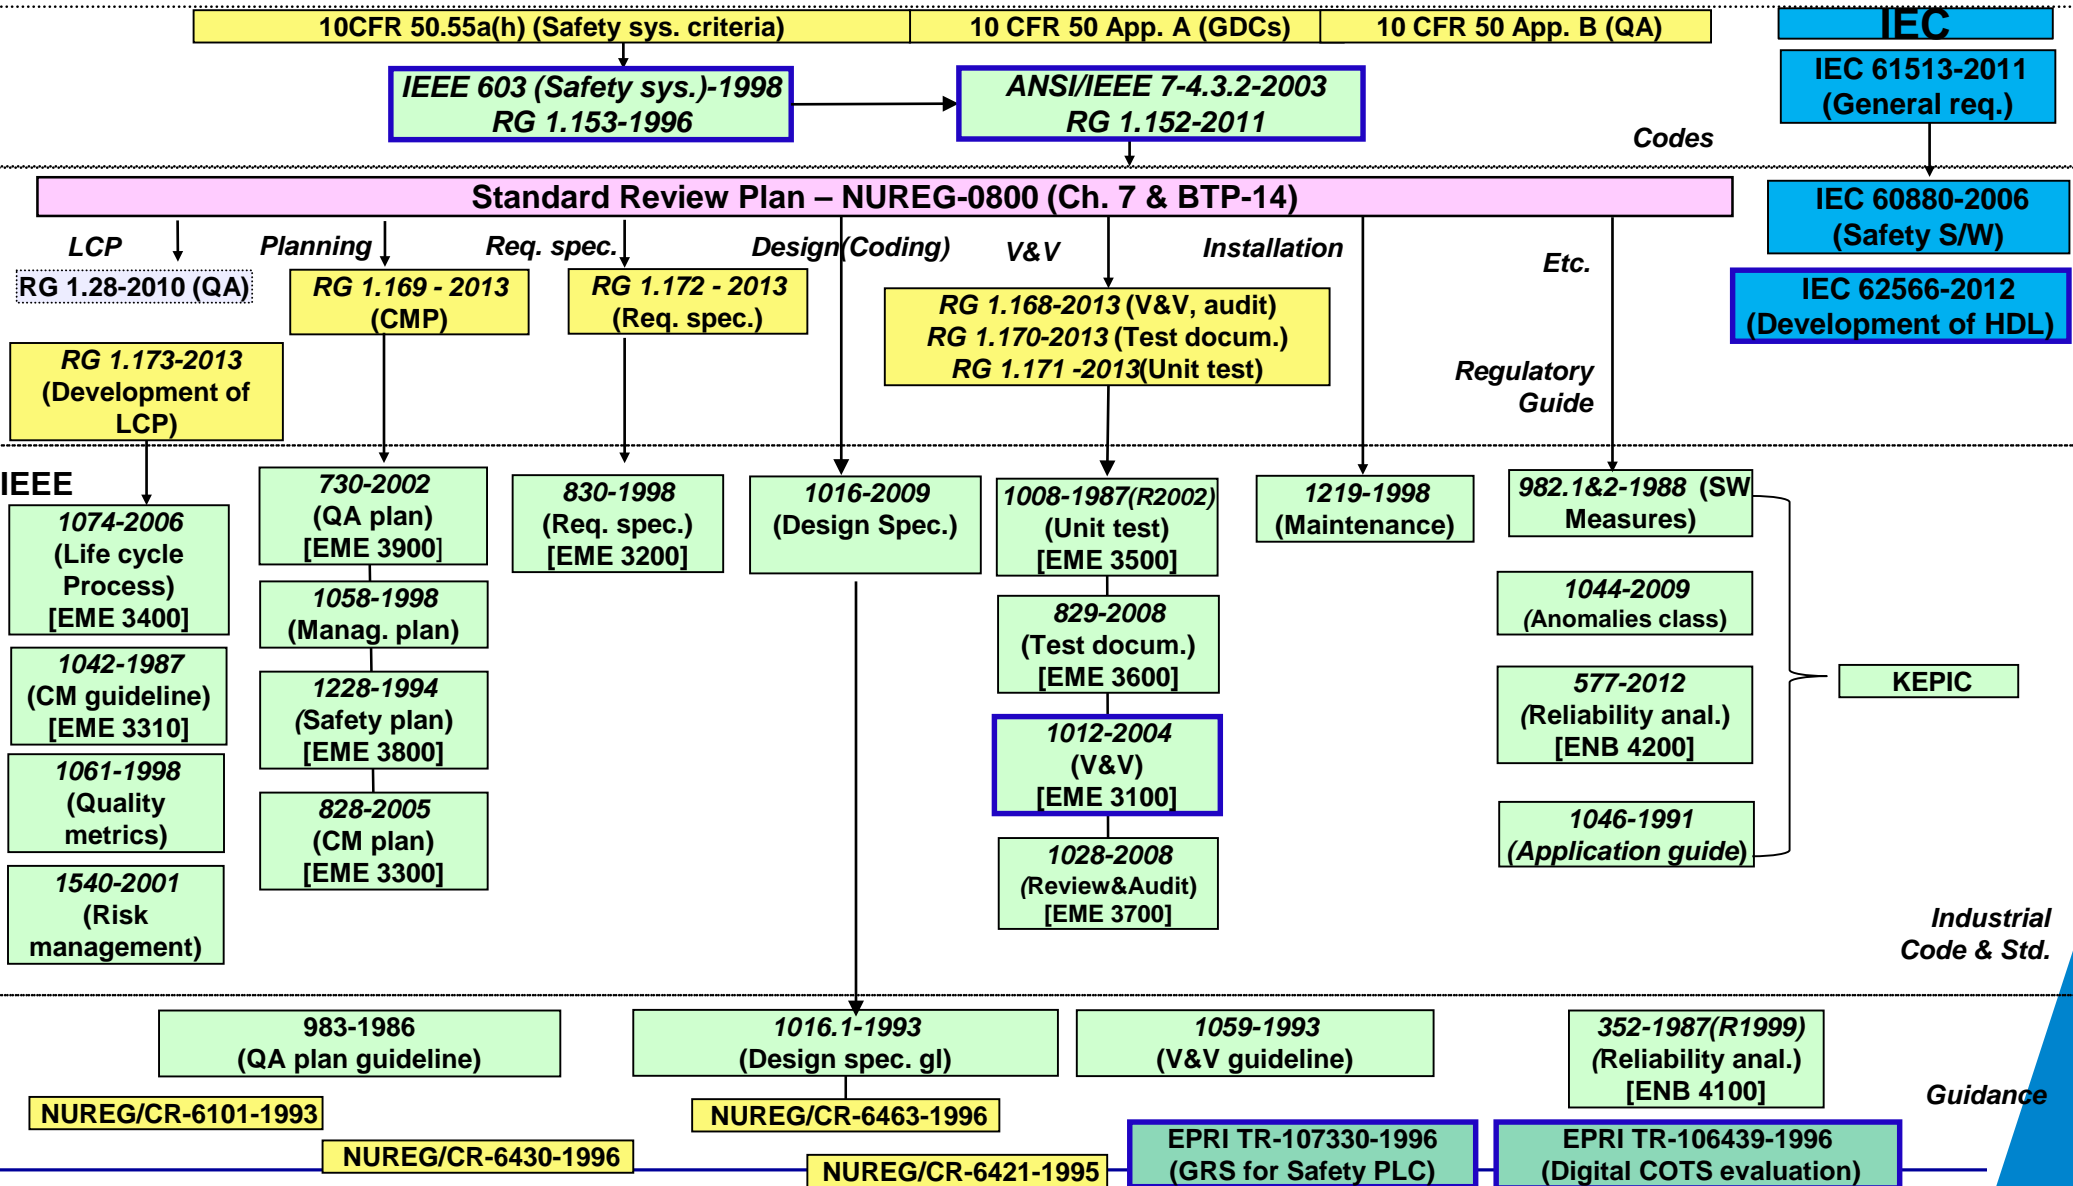 10CFR 50.55a(h) (Safety sys. criteria)
10 CFR 50 App. A (GDCs)
10 CFR 50 App. B (QA)
IEC
IEEE 603 (Safety sys.)-1998
RG 1.153-1996
ANSI/IEEE 7-4.3.2-2003
RG 1.152-2011
IEC 61513-2011
(General req.)
Codes
Standard Review Plan – NUREG-0800 (Ch. 7 & BTP-14)
IEC 60880-2006
(Safety S/W)
LCP
Planning
Req. spec.
Design(Coding)
V&V
Installation
Etc.
RG 1.28-2010 (QA)
RG 1.169 - 2013
(CMP)
RG 1.172 - 2013
(Req. spec.)
RG 1.168-2013 (V&V, audit)
RG 1.170-2013 (Test docum.)
RG 1.171 -2013(Unit test)
IEC 62566-2012
(Development of HDL)
RG 1.173-2013
(Development of
LCP)
Regulatory
Guide
IEEE
1074-2006
(Life cycle
Process)
[EME 3400]
1042-1987
(CM guideline)
[EME 3310]
1061-1998
(Quality
metrics)
1540-2001
(Risk
management)
730-2002
(QA plan)
[EME 3900]
1058-1998
(Manag. plan)
1228-1994
(Safety plan)
[EME 3800]
828-2005
(CM plan)
[EME 3300]
830-1998
(Req. spec.)
[EME 3200]
1016-2009
(Design Spec.)
1008-1987(R2002)
(Unit test)
[EME 3500]
829-2008
(Test docum.)
[EME 3600]
1012-2004
(V&V)
[EME 3100]
1028-2008
(Review&Audit)
[EME 3700]
1219-1998
(Maintenance)
982.1&2-1988 (SW
Measures)
1044-2009
(Anomalies class)
577-2012
(Reliability anal.)
[ENB 4200]
1046-1991
(Application guide)
KEPIC
Industrial
Code & Std.
983-1986
(QA plan guideline)
1016.1-1993
(Design spec. gl)
1059-1993
(V&V guideline)
352-1987(R1999)
(Reliability anal.)
[ENB 4100]
Guidance
NUREG/CR-6101-1993
NUREG/CR-6463-1996
NUREG/CR-6430-1996
NUREG/CR-6421-1995
EPRI TR-107330-1996
(GRS for Safety PLC)
EPRI TR-106439-1996
(Digital COTS evaluation)